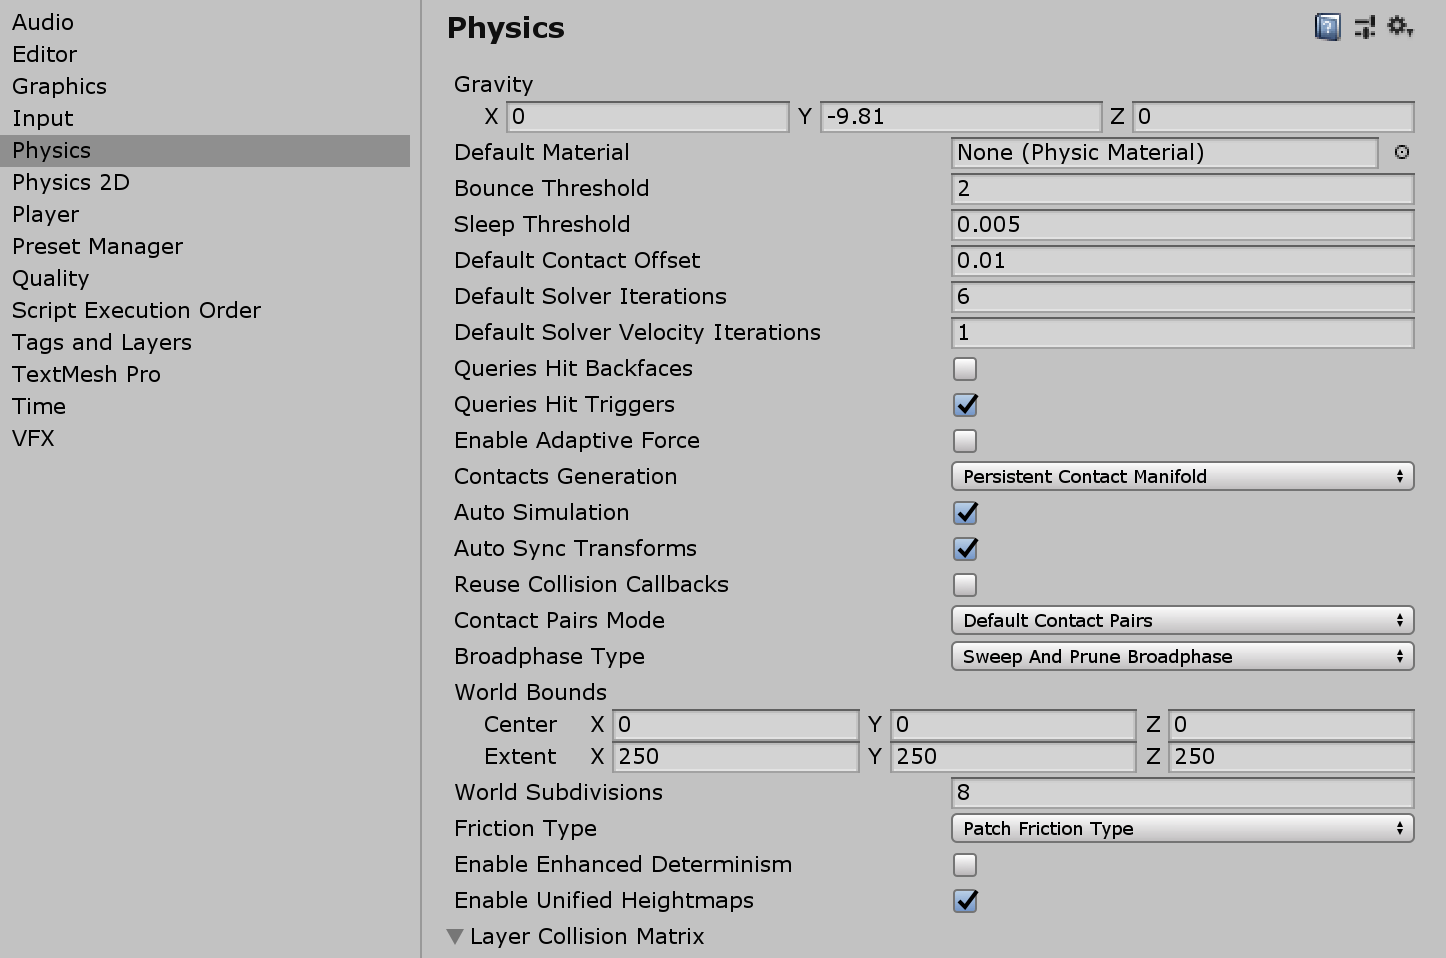 Audio
Editor
Graphics
Input
Physics
Physics 2D
Player
Preset Manager
Quality
Script Execution Order
Tags and Layers
TextMesh Pro
Time
VFX
Physics
Gravity
X 0 Y -9.81 Z 0
Default Material None (Physic Material)
Bounce Threshold 2
Sleep Threshold 0.005
Default Contact Offset 0.01
Default Solver Iterations 6
Default Solver Velocity Iterations 1
Queries Hit Backfaces
Queries Hit Triggers
Enable Adaptive Force
Contacts Generation Persistent Contact Manifold
Auto Simulation
Auto Sync Transforms
Reuse Collision Callbacks
Contact Pairs Mode Default Contact Pairs
Broadphase Type Sweep And Prune Broadphase
World Bounds
Center X 0 Y 0 Z 0
Extent X 250 Y 250 Z 250
World Subdivisions 8
Friction Type Patch Friction Type
Enable Enhanced Determinism
Enable Unified Heightmaps
Layer Collision Matrix